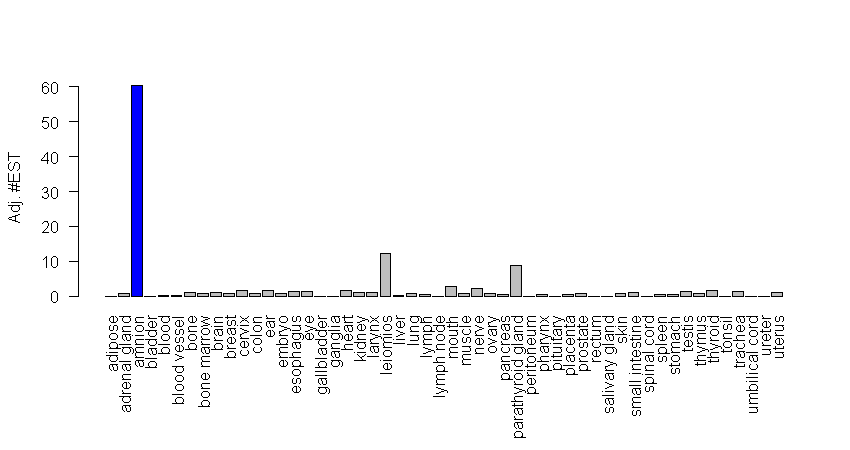 Adj. #EST
60
50
40
30
20
10
0
adipose
adrenal gland
amnion
bladder
blood
blood vessel
bone
bone marrow
brain
breast
cervix
colon
ear
embryo
esophagus
eye
gallbladder
ganglia
heart
kidney
larynx
leiomios
liver
lung
lymph
lymph node
mouth
muscle
nerve
ovary
pancreas
parathyroid gland
peritoneum
pharynx
pituitary
placenta
prostate
rectum
salivary gland
skin
small intestine
spinal cord
spleen
stomach
testis
thymus
thyroid
tonsil
trachea
umbilical cord
ureter
uterus